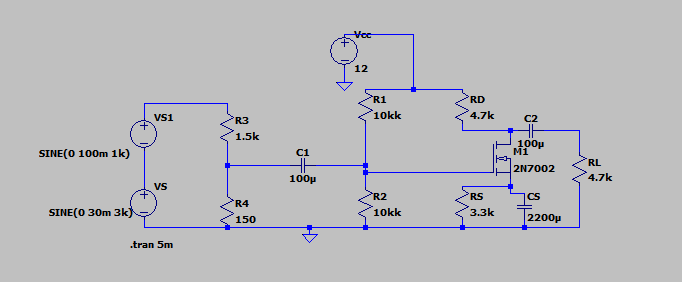 Vcc
12
VS1
SINE(0 100m 1k)
VS
SINE(0 30m 3k)
.tran 5m
R3
1.5k
R4
150
C1
100µ
R1
10kk
R2
10kk
RD
4.7k
C2
100µ
M1
2N7002
RL
4.7k
RS
3.3k
CS
2200µ